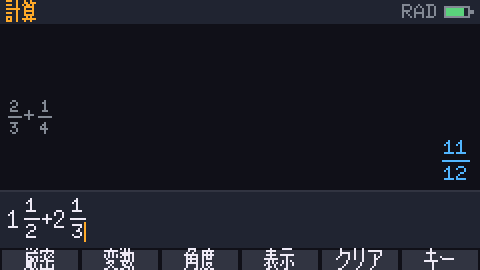 計算 RAD
2/3+1/4
11/12
1 1/2+2 1/3
厳密 変数 角度 表示 クリア キー